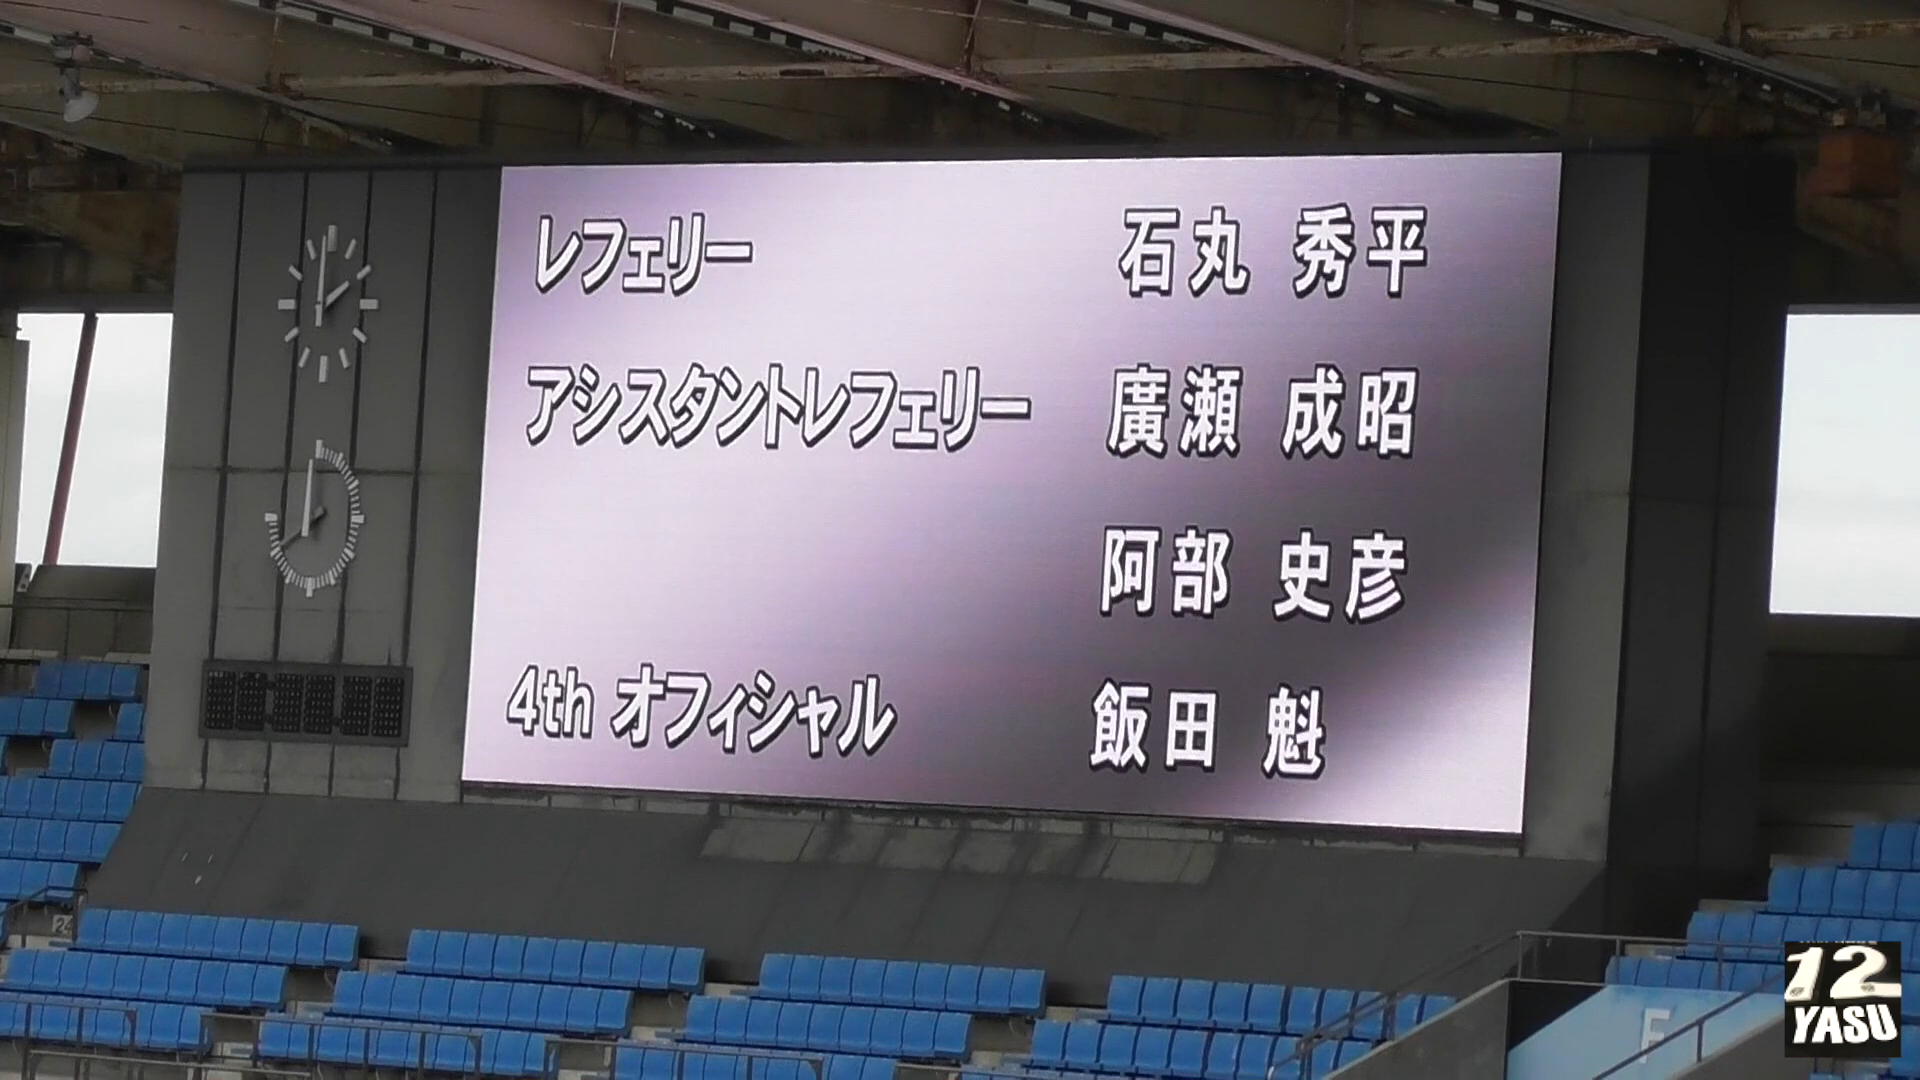 レフェリー 石丸 秀平
アシスタントレフェリー 廣瀬 成昭
阿部 史彦
4th オフィシャル 飯田 魁
24
F
12
YASU